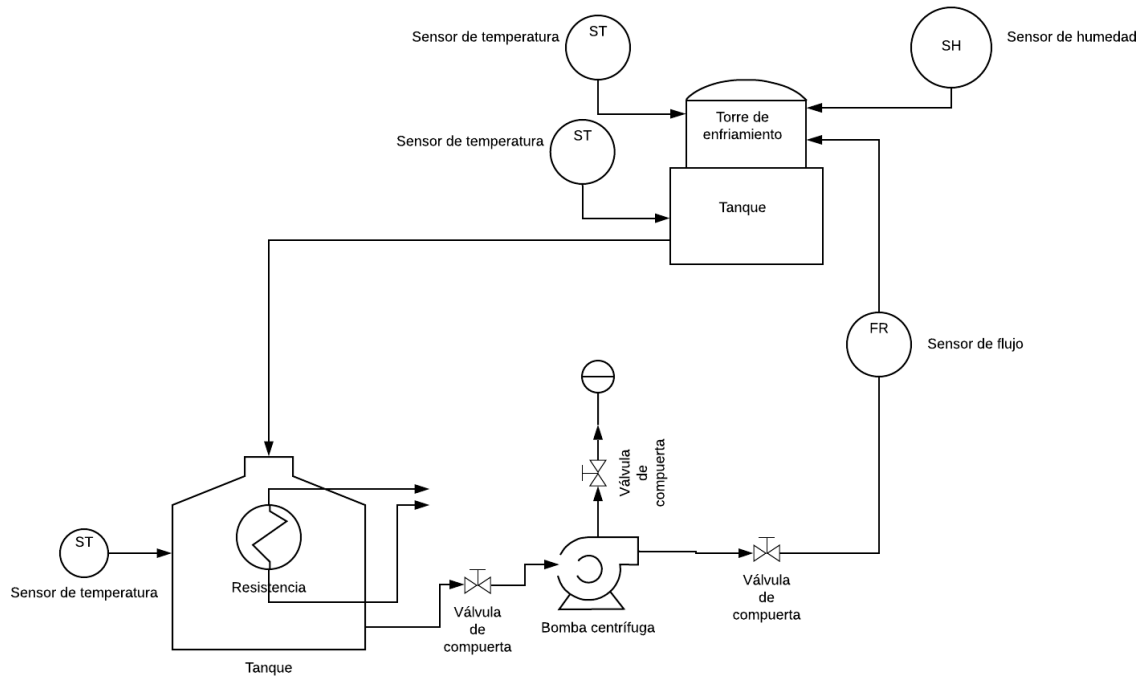 Sensor de temperatura
ST
SH
Sensor de humedad
Torre de
enfriamiento
Sensor de temperatura
ST
Tanque
FR
Sensor de flujo
Válvula
de
compuerta
ST
Sensor de temperatura
Resistencia
Válvula
de
compuerta
Bomba centrífuga
Válvula
de
compuerta
Tanque